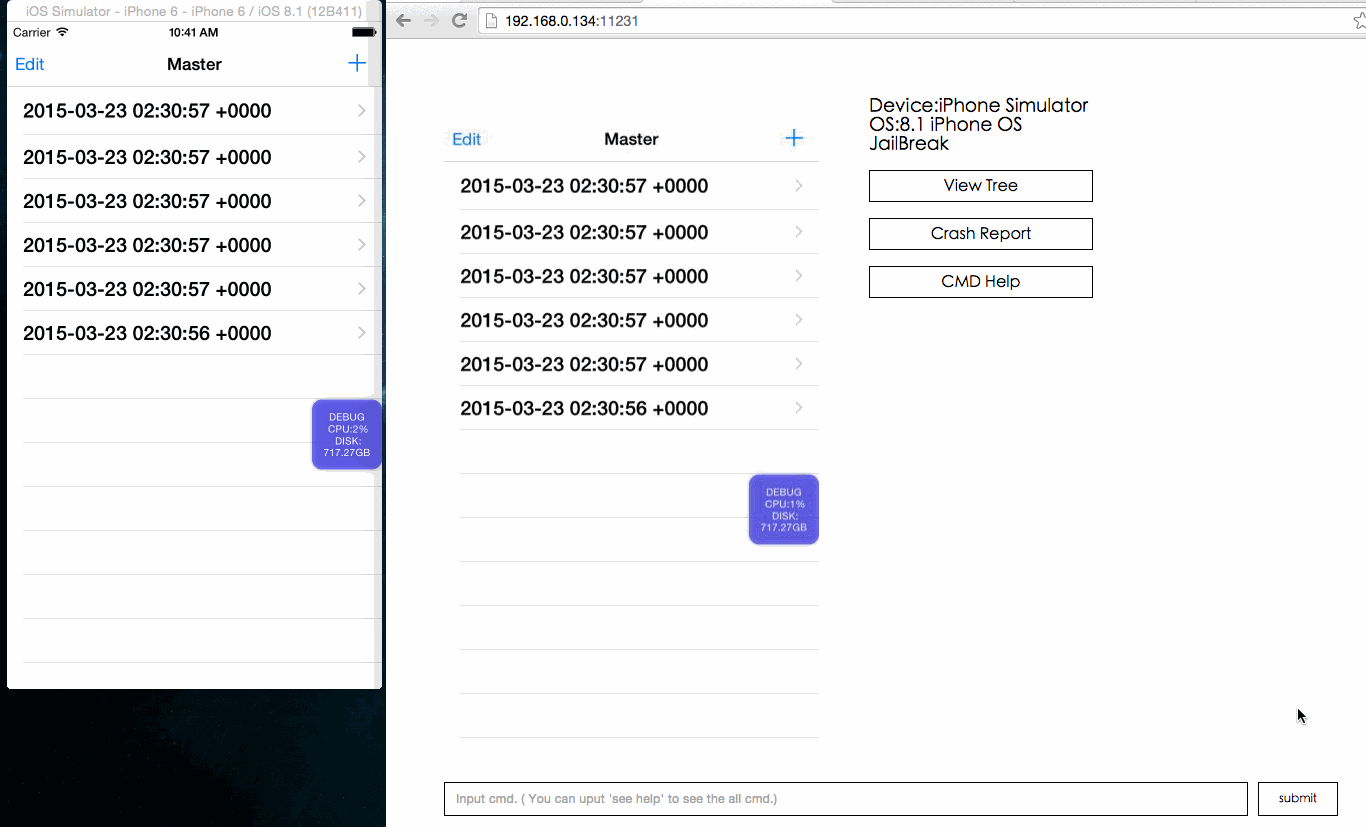 iOS Simulator - iPhone 6 - iPhone 6 / iOS 8.1 (12B411)
Carrier 10:41 AM
Edit Master +
2015-03-23 02:30:57 +0000
2015-03-23 02:30:57 +0000
2015-03-23 02:30:57 +0000
2015-03-23 02:30:57 +0000
2015-03-23 02:30:57 +0000
2015-03-23 02:30:56 +0000
DEBUG
CPU:2%
DISK:
717.27GB
192.168.0.134:11231
Edit Master +
2015-03-23 02:30:57 +0000
2015-03-23 02:30:57 +0000
2015-03-23 02:30:57 +0000
2015-03-23 02:30:57 +0000
2015-03-23 02:30:57 +0000
2015-03-23 02:30:56 +0000
DEBUG
CPU:1%
DISK:
717.27GB
Device:iPhone Simulator
OS:8.1 iPhone OS
JailBreak
View Tree
Crash Report
CMD Help
Input cmd. ( You can uput 'see help' to see the all cmd.)
submit